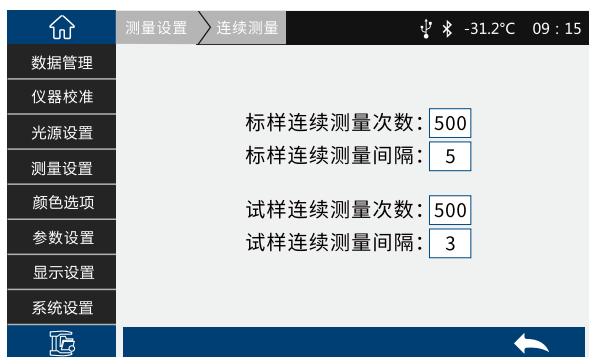 测量设置 连续测量 -31.2°C 09：15
数据管理
仪器校准
光源设置
测量设置
颜色选项
参数设置
显示设置
系统设置
标样连续测量次数：500
标样连续测量间隔：5
试样连续测量次数：500
试样连续测量间隔：3